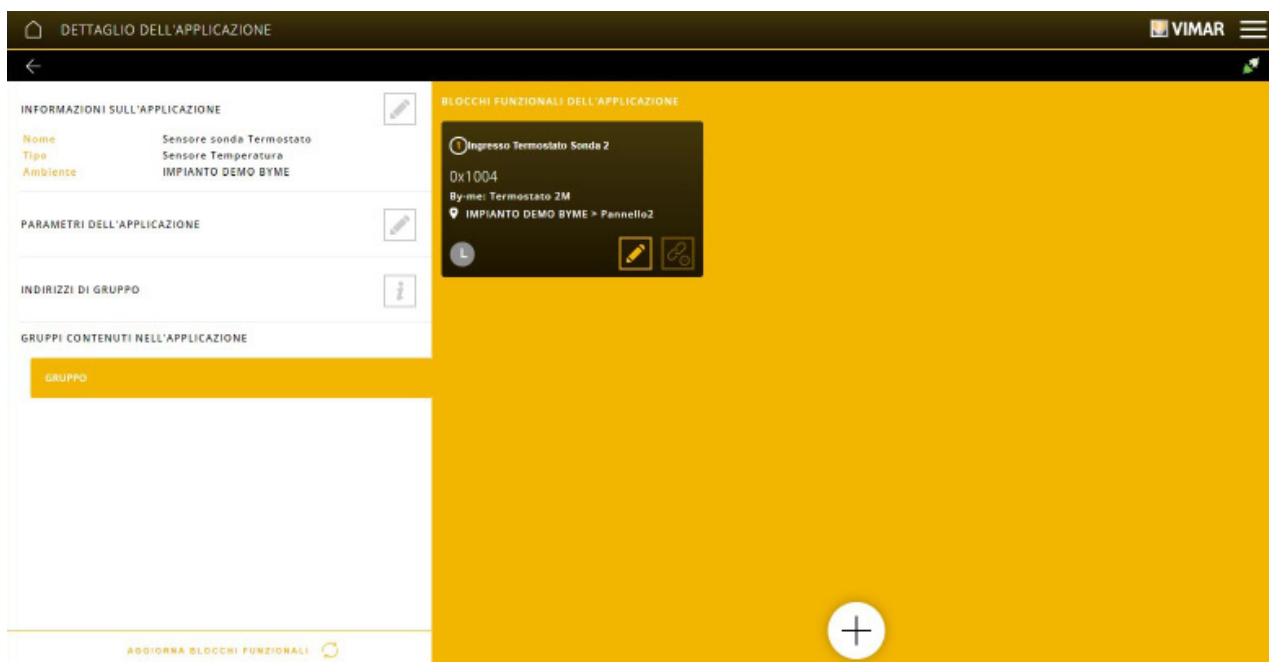 DETTAGLIO DELL'APPLICAZIONE
VIMAR
INFORMAZIONI SULL'APPLICAZIONE
Nome Sensore sonda Termostato
Tipo Sensore Temperatura
Ambiente IMPIANTO DEMO BYME
PARAMETRI DELL'APPLICAZIONE
INDIRIZZI DI GRUPPO
i
GRUPPI CONTENUTI NELL'APPLICAZIONE
GRUPPO
AGGIORNA BLOCCHI FUNZIONALI
BLOCCHI FUNZIONALI DELL'APPLICAZIONE
1 Ingresso Termostato Sonda 2
0x1004
By-me: Termostato 2M
IMPIANTO DEMO BYME > Pannello2
L